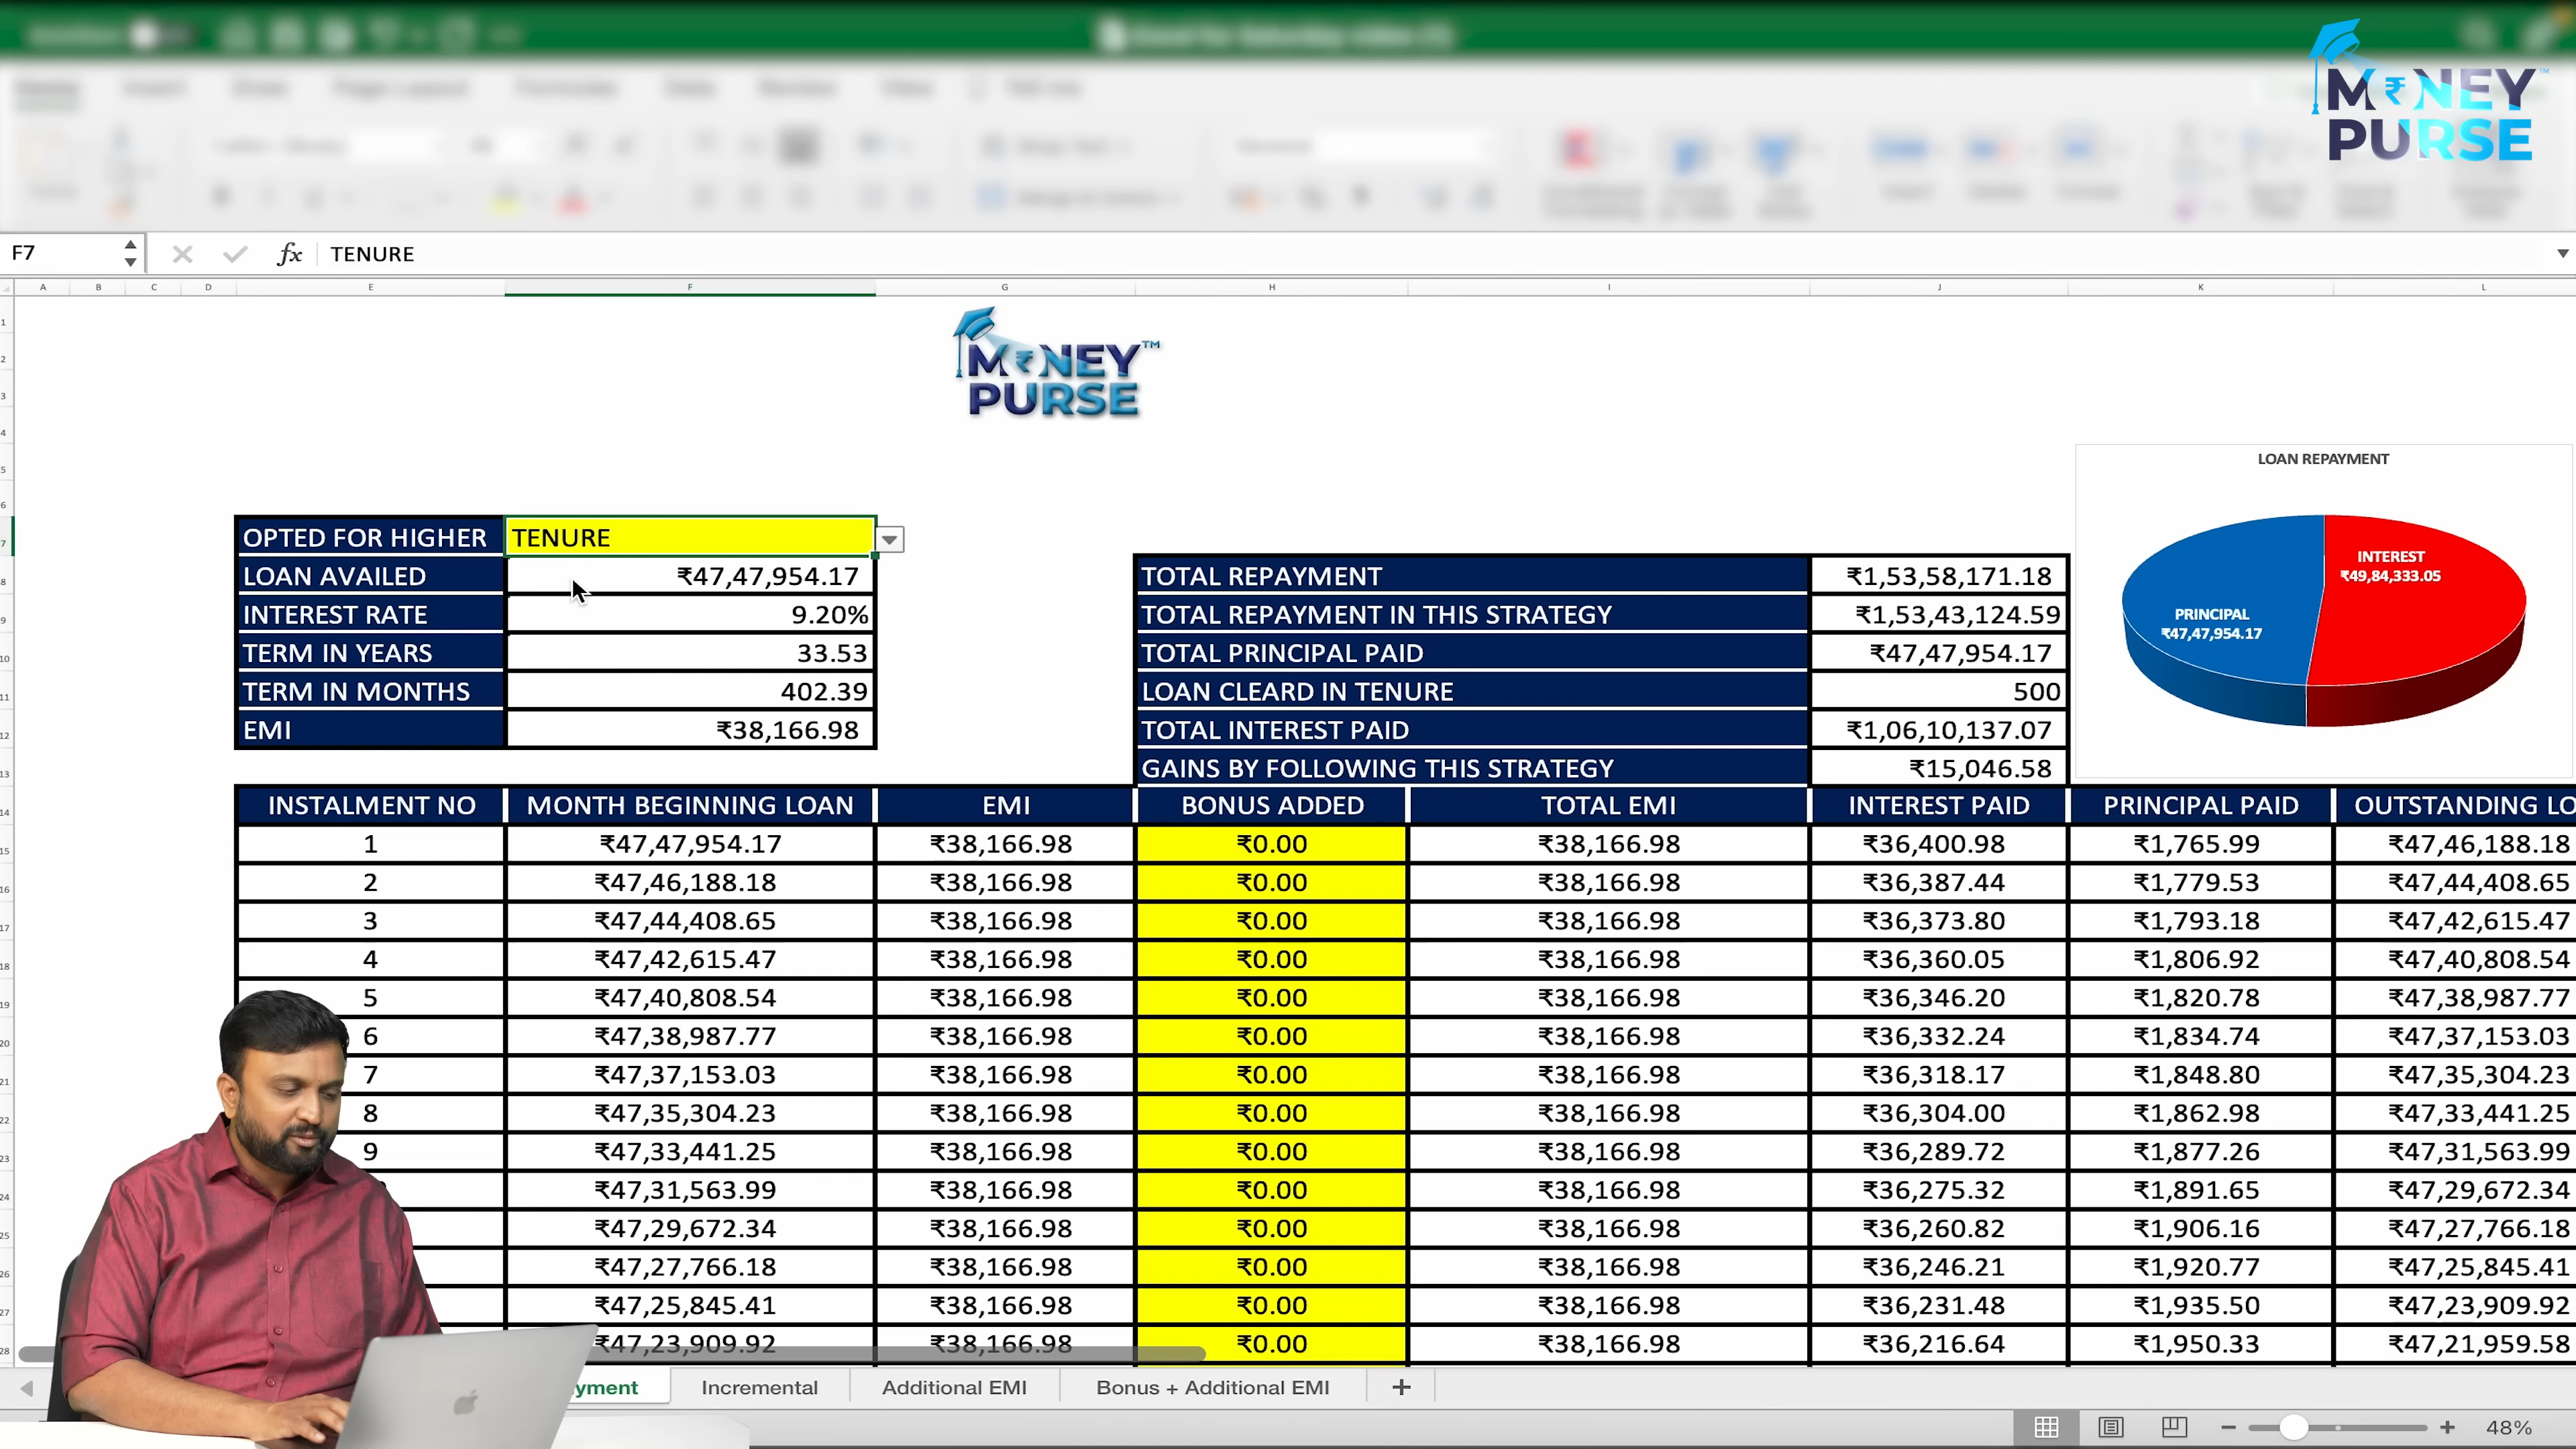 MONEY™
PURSE
Home Insert Draw Page Layout Formulas Data Review View Tell me
F7 fx TENURE
A B C D E F G H I J K L
MONEY™
PURSE
LOAN REPAYMENT
INTEREST
₹49,84,333.05
PRINCIPAL
₹47,47,954.17
OPTED FOR HIGHER TENURE
LOAN AVAILED ₹47,47,954.17
INTEREST RATE 9.20%
TERM IN YEARS 33.53
TERM IN MONTHS 402.39
EMI ₹38,166.98
TOTAL REPAYMENT ₹1,53,58,171.18
TOTAL REPAYMENT IN THIS STRATEGY ₹1,53,43,124.59
TOTAL PRINCIPAL PAID ₹47,47,954.17
LOAN CLEARD IN TENURE 500
TOTAL INTEREST PAID ₹1,06,10,137.07
GAINS BY FOLLOWING THIS STRATEGY ₹15,046.58
INSTALMENT NO MONTH BEGINNING LOAN EMI BONUS ADDED TOTAL EMI INTEREST PAID PRINCIPAL PAID OUTSTANDING LO
1 ₹47,47,954.17 ₹38,166.98 ₹0.00 ₹38,166.98 ₹36,400.98 ₹1,765.99 ₹47,46,188.18
2 ₹47,46,188.18 ₹38,166.98 ₹0.00 ₹38,166.98 ₹36,387.44 ₹1,779.53 ₹47,44,408.65
3 ₹47,44,408.65 ₹38,166.98 ₹0.00 ₹38,166.98 ₹36,373.80 ₹1,793.18 ₹47,42,615.47
4 ₹47,42,615.47 ₹38,166.98 ₹0.00 ₹38,166.98 ₹36,360.05 ₹1,806.92 ₹47,40,808.54
5 ₹47,40,808.54 ₹38,166.98 ₹0.00 ₹38,166.98 ₹36,346.20 ₹1,820.78 ₹47,38,987.77
6 ₹47,38,987.77 ₹38,166.98 ₹0.00 ₹38,166.98 ₹36,332.24 ₹1,834.74 ₹47,37,153.03
7 ₹47,37,153.03 ₹38,166.98 ₹0.00 ₹38,166.98 ₹36,318.17 ₹1,848.80 ₹47,35,304.23
8 ₹47,35,304.23 ₹38,166.98 ₹0.00 ₹38,166.98 ₹36,304.00 ₹1,862.98 ₹47,33,441.25
9 ₹47,33,441.25 ₹38,166.98 ₹0.00 ₹38,166.98 ₹36,289.72 ₹1,877.26 ₹47,31,563.99
₹47,31,563.99 ₹38,166.98 ₹0.00 ₹38,166.98 ₹36,275.32 ₹1,891.65 ₹47,29,672.34
₹47,29,672.34 ₹38,166.98 ₹0.00 ₹38,166.98 ₹36,260.82 ₹1,906.16 ₹47,27,766.18
₹47,27,766.18 ₹38,166.98 ₹0.00 ₹38,166.98 ₹36,246.21 ₹1,920.77 ₹47,25,845.41
₹47,25,845.41 ₹38,166.98 ₹0.00 ₹38,166.98 ₹36,231.48 ₹1,935.50 ₹47,23,909.92
₹47,23,909.92 ₹38,166.98 ₹0.00 ₹38,166.98 ₹36,216.64 ₹1,950.33 ₹47,21,959.58
yment Incremental Additional EMI Bonus + Additional EMI +
48%